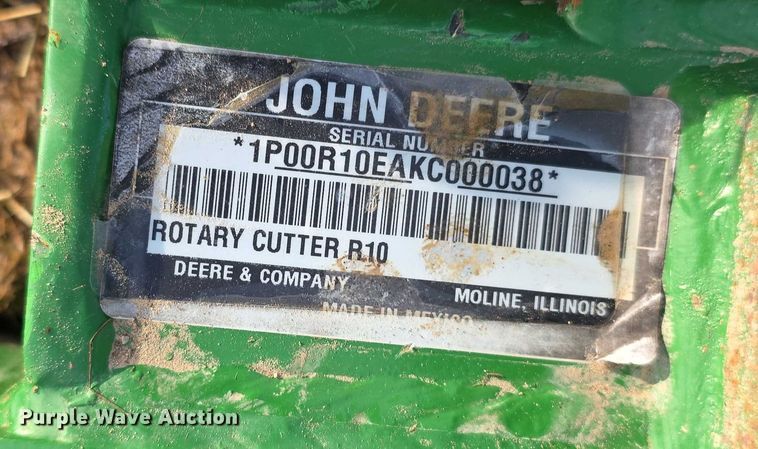 JOHN DEERE
SERIAL NUMBER
*1P00R10EAKC000038*
ROTARY CUTTER R10
DEERE & COMPANY
MOLINE, ILLINOIS
MADE IN MEXICO
Purple Wave Auction